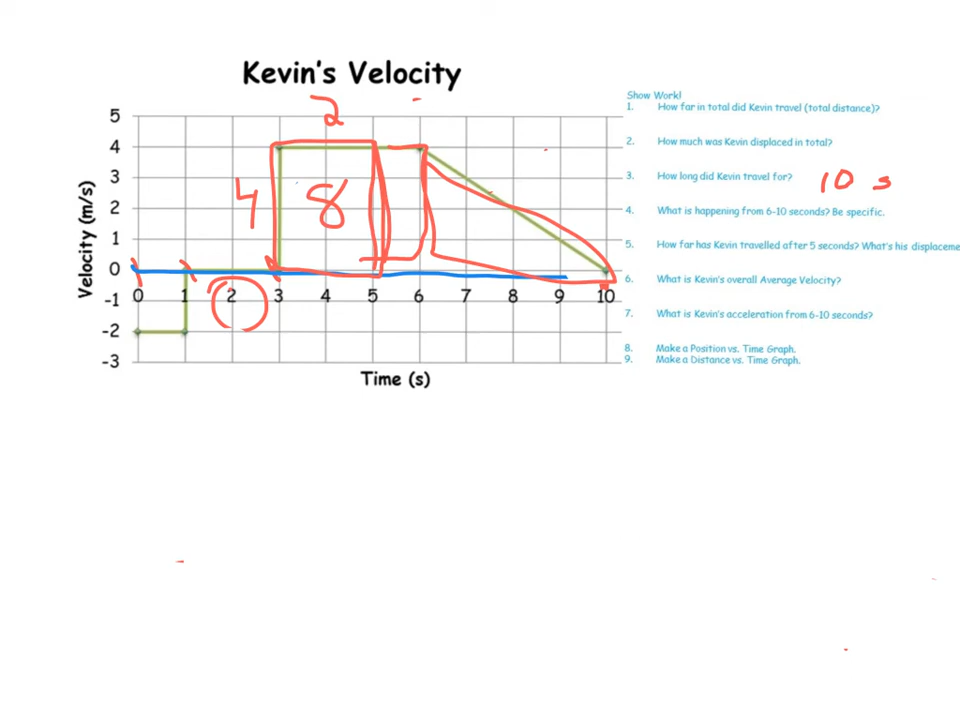 Kevin's Velocity
2
Show Work!
1. How far in total did Kevin travel (total distance)?
2. How much was Kevin displaced in total?
3. How long did Kevin travel for? 10 s
4. What is happening from 6-10 seconds? Be specific.
5. How far has Kevin travelled after 5 seconds? What's his displaceme
6. What is Kevin's overall Average Velocity?
7. What is Kevin's acceleration from 6-10 seconds?
8. Make a Position vs. Time Graph.
9. Make a Distance vs. Time Graph.
Velocity (m/s)
5
4
3
2
1
0
-1
-2
-3
4
8
0 1 2 3 4 5 6 7 8 9 10
Time (s)